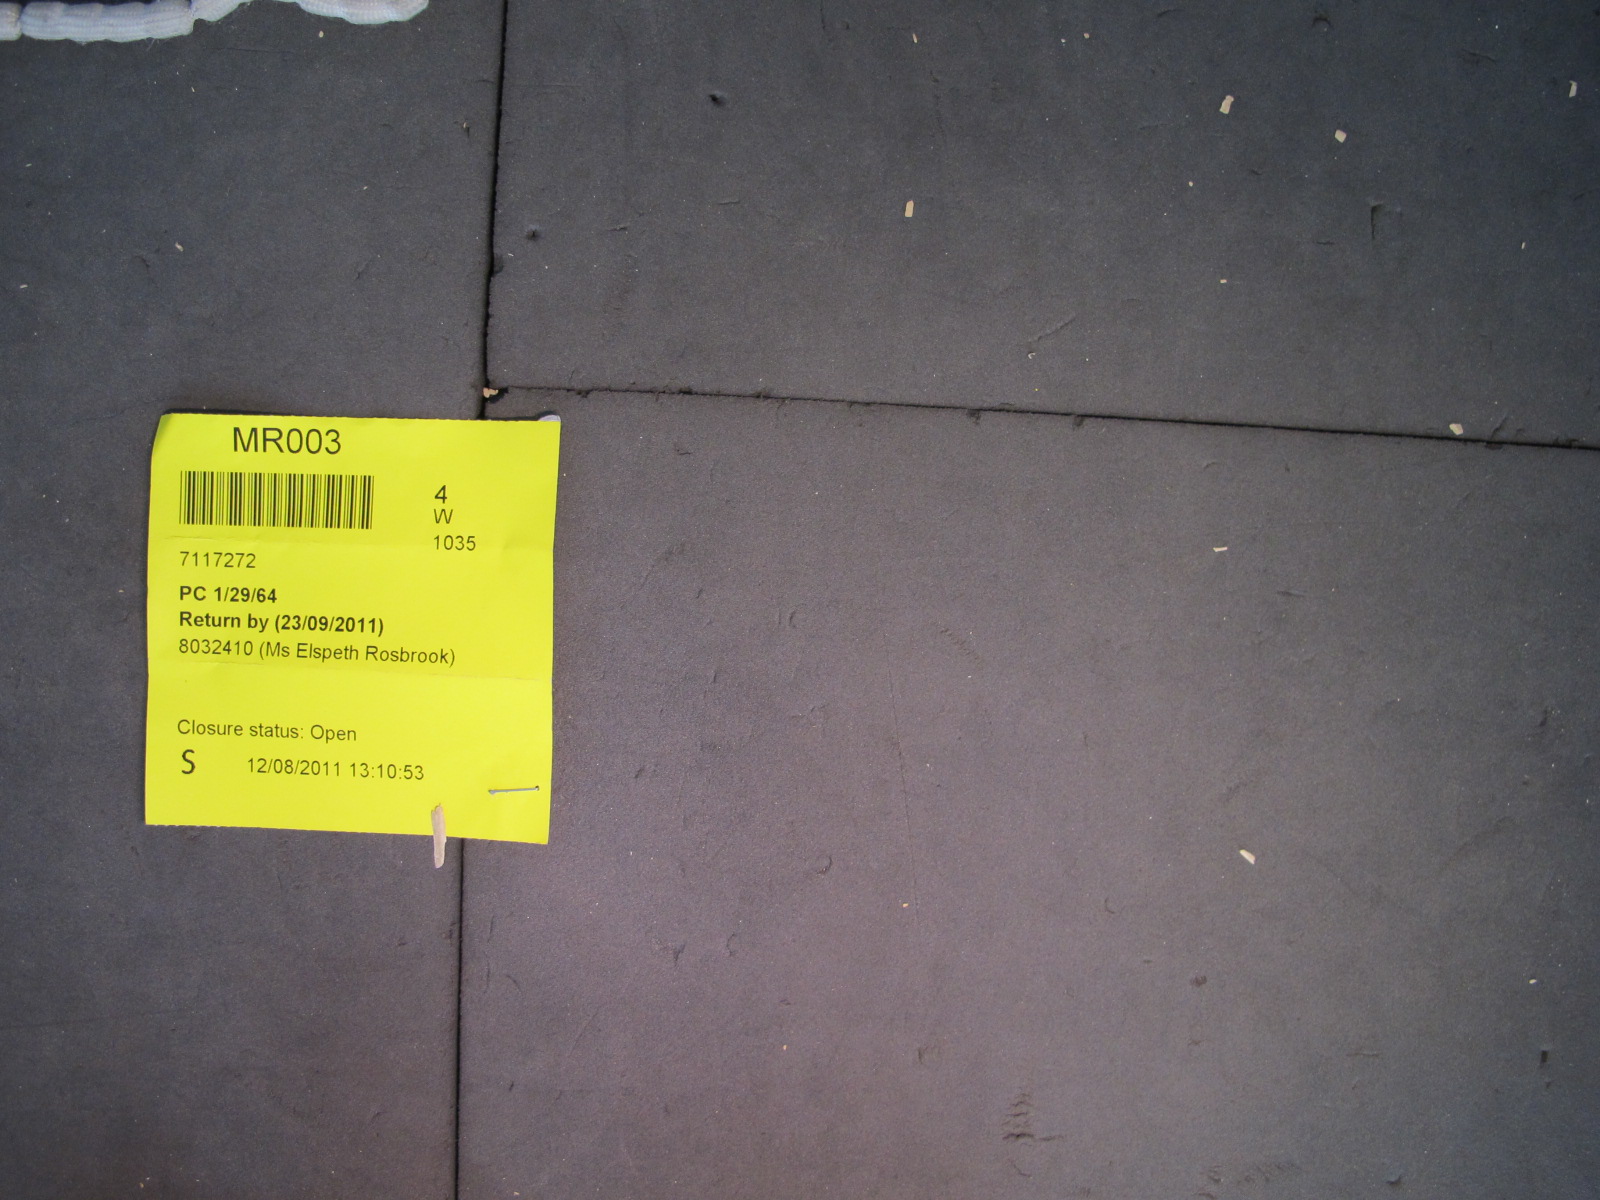 MR003
4
W
1035
7117272
PC 1/29/64
Return by (23/09/2011)
8032410 (Ms Elspeth Rosbrook)
Closure status: Open
S 12/08/2011 13:10:53